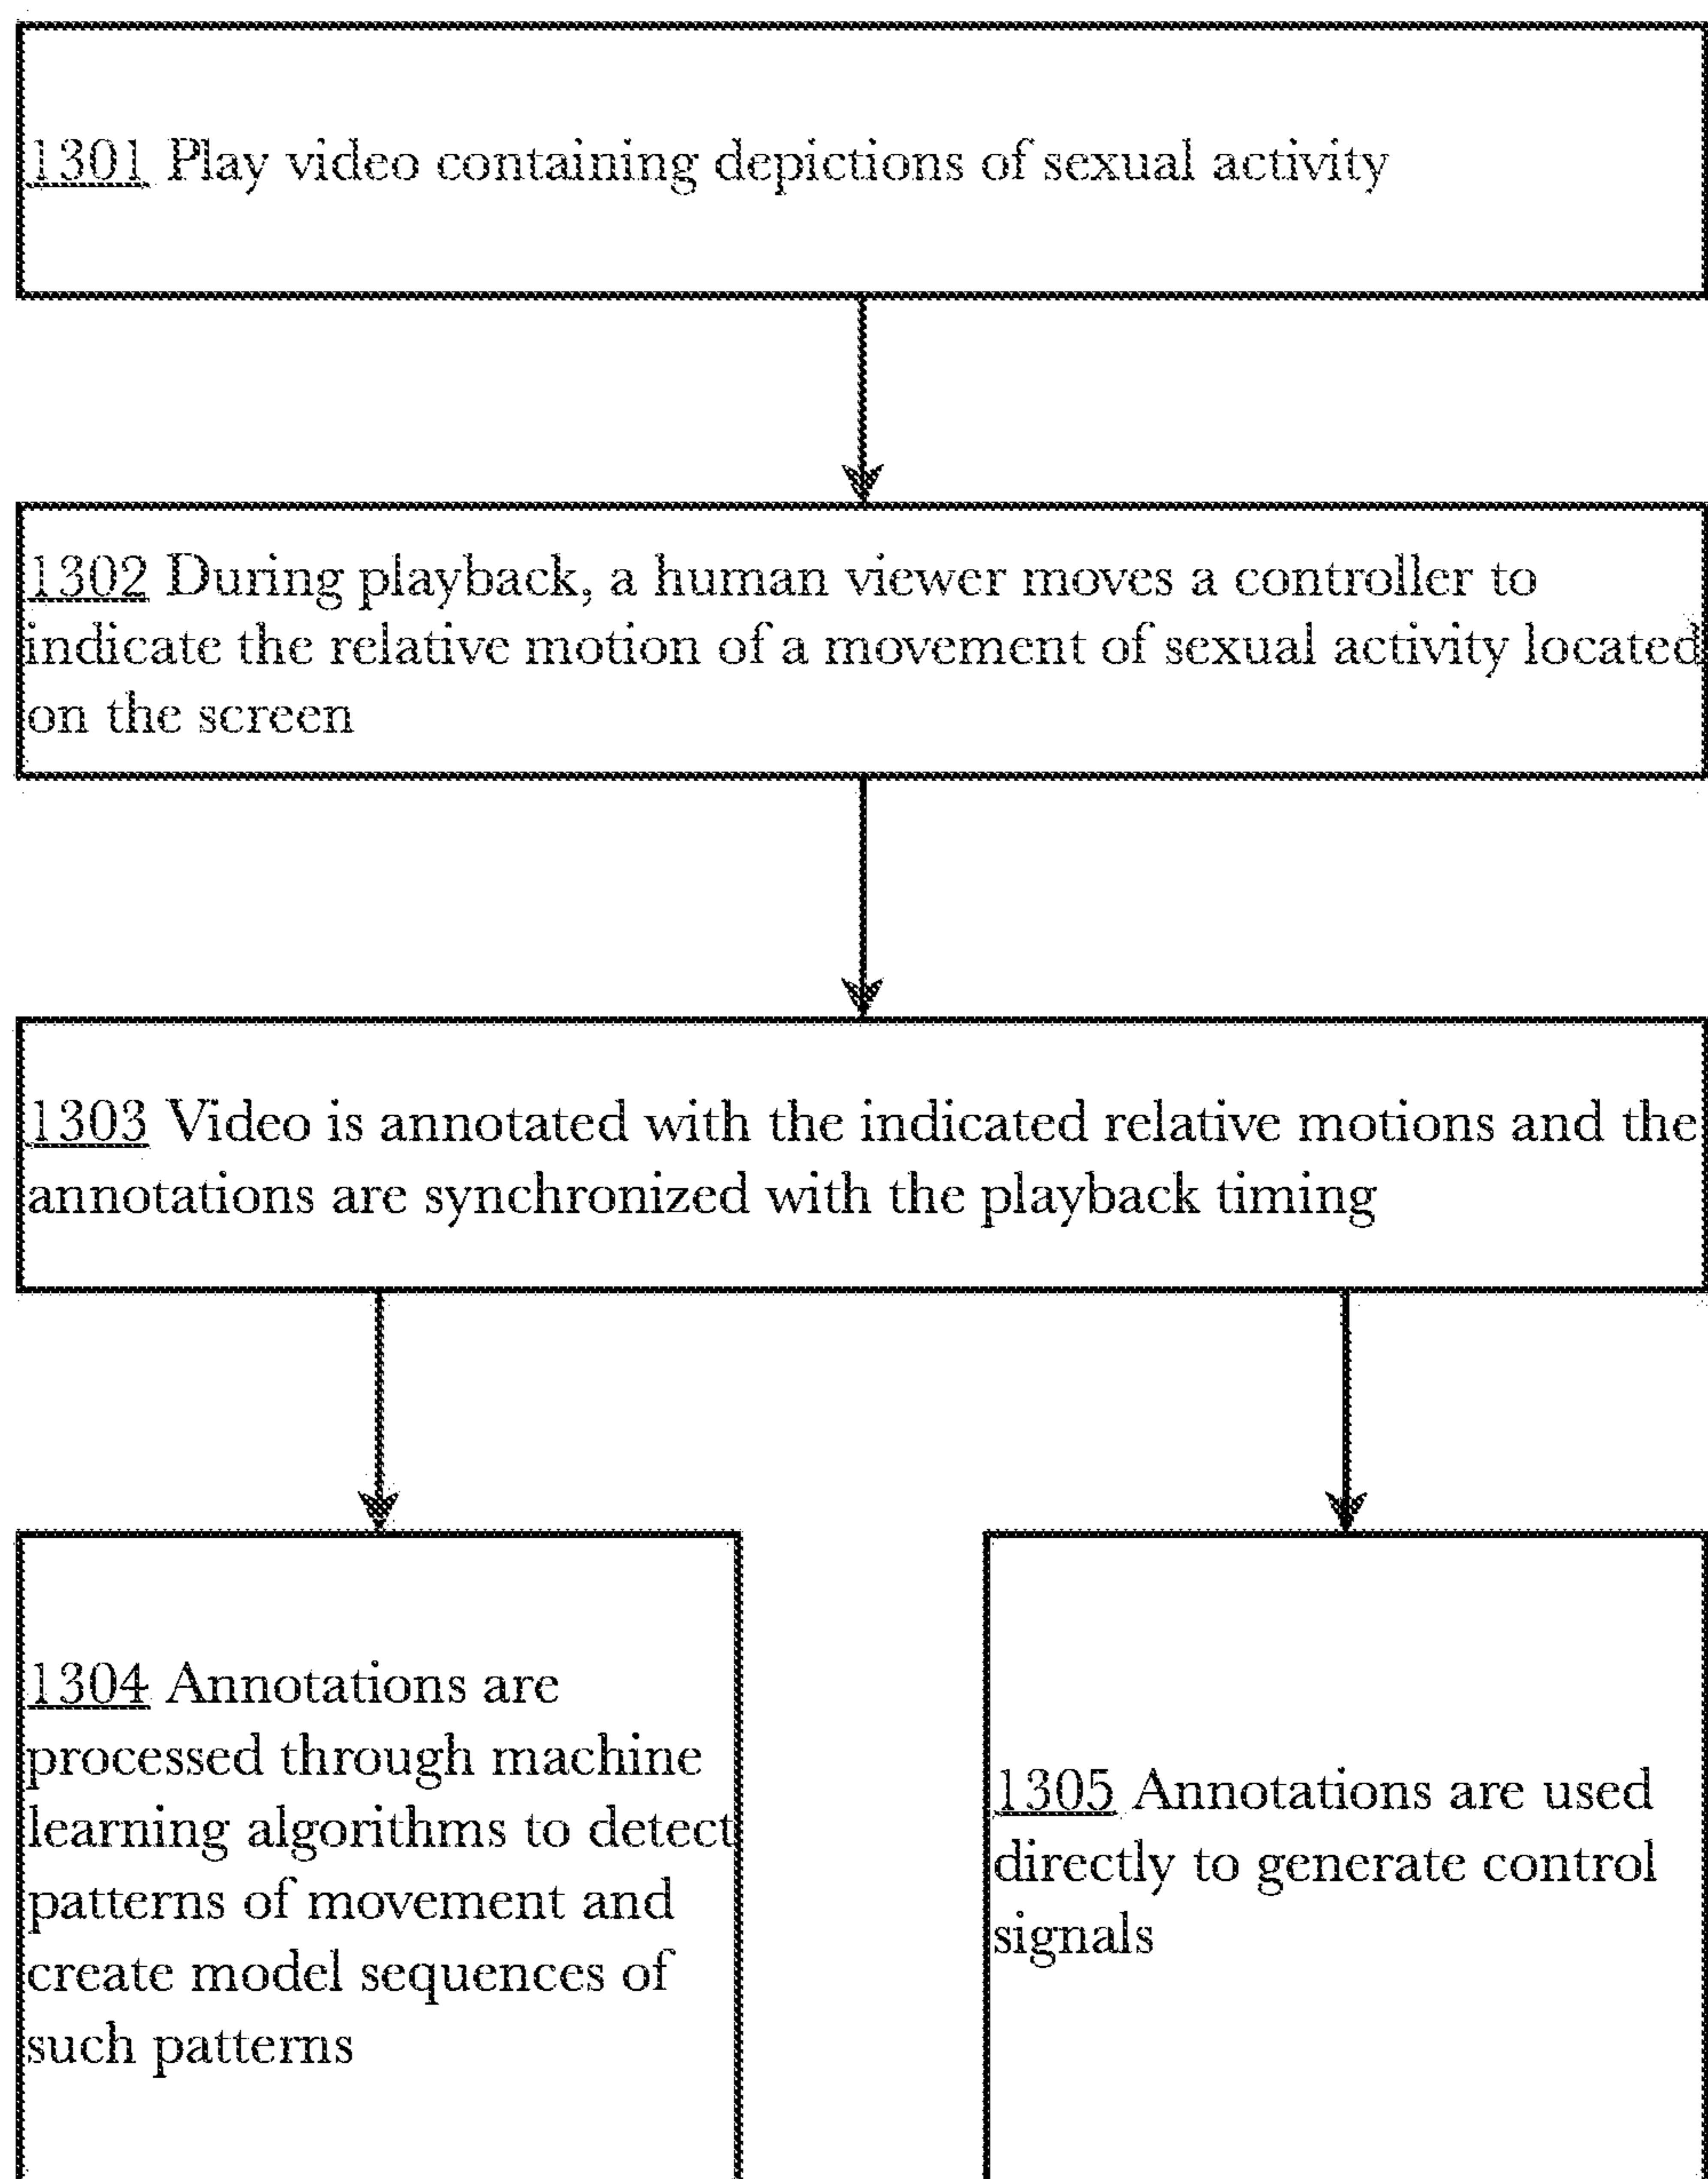 1301 Play video containing depictions of sexual activity
1302 During playback, a human viewer moves a controller to
indicate the relative motion of a movement of sexual activity located
on the screen
1303 Video is annotated with the indicated relative motions and the
annotations are synchronized with the playback timing
1304 Annotations are
processed through machine
learning algorithms to detect
patterns of movement and
create model sequences of
such patterns
1305 Annotations are used
directly to generate control
signals